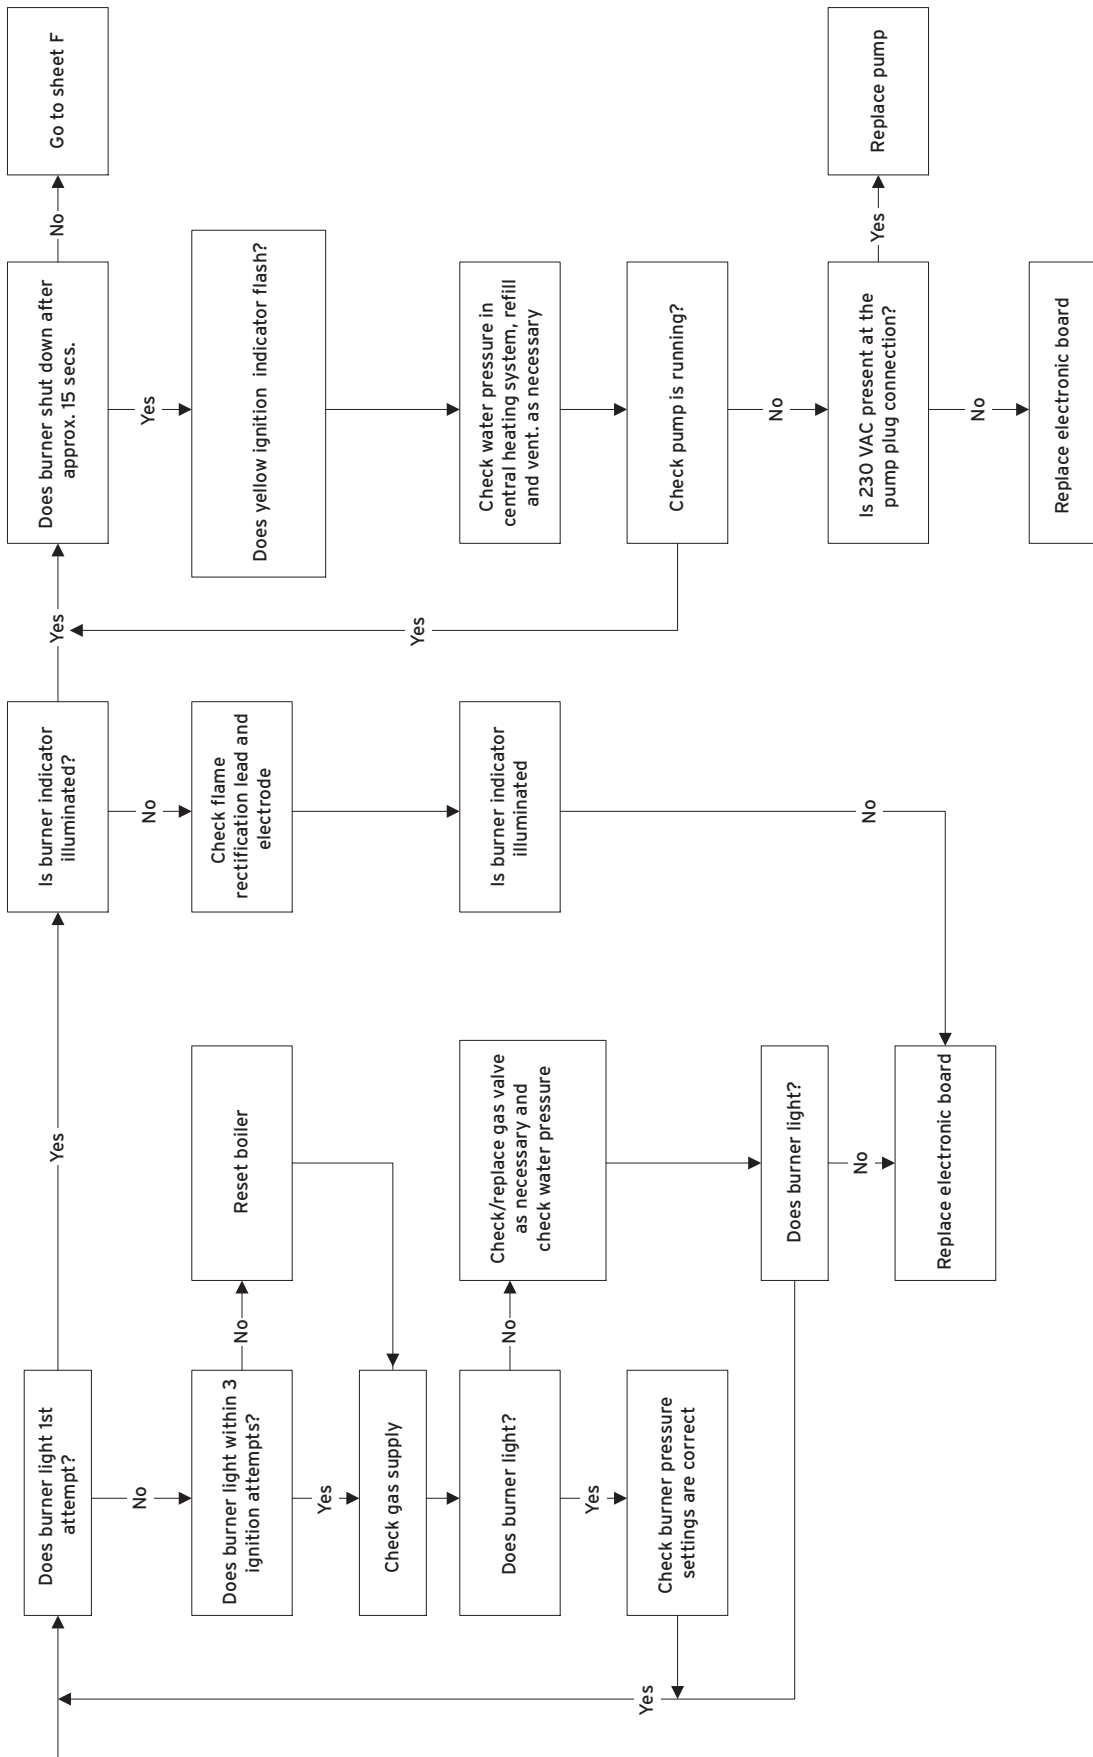 Does burner light 1st
attempt?
Yes
No
Does burner light within 3
ignition attempts?
No
Reset boiler
Yes
Check gas supply
Does burner light?
No
Check/replace gas valve
as necessary and
check water pressure
Yes
Check burner pressure
settings are correct
Does burner light?
Yes
No
Replace electronic board
Is burner indicator
illuminated?
Yes
No
Check flame
rectification lead and
electrode
Is burner indicator
illuminated
No
Does burner shut down after
approx. 15 secs.
No
Go to sheet F
Yes
Does yellow ignition indicator flash?
Check water pressure in
central heating system, refill
and vent. as necessary
Check pump is running?
Yes
No
Is 230 VAC present at the
pump plug connection?
Yes
Replace pump
No
Replace electronic board